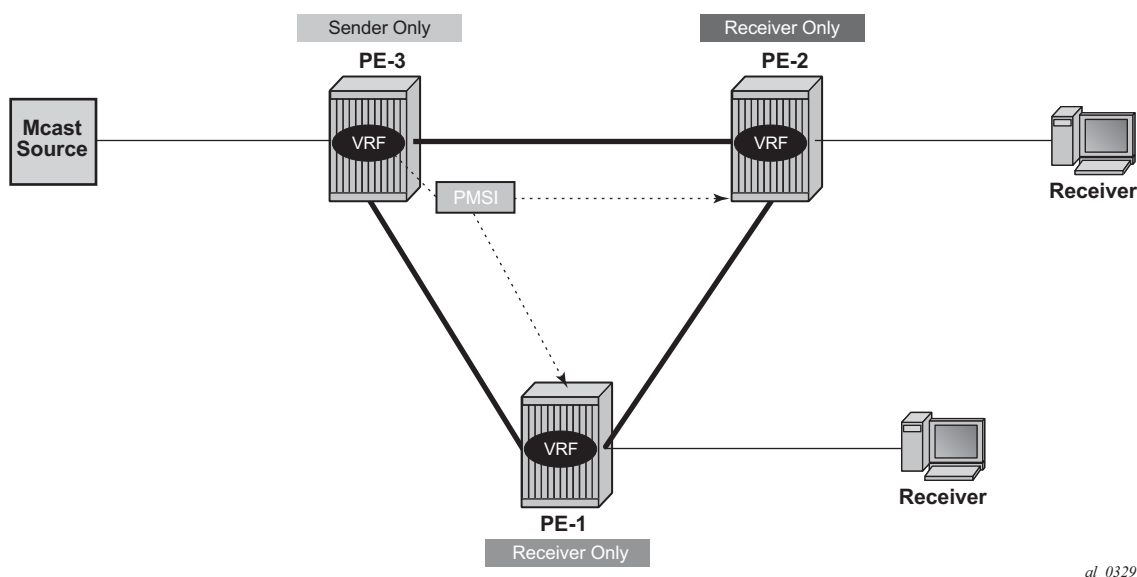 Sender Only
Receiver Only
PE-3
PE-2
Mcast
Source
VRF
VRF
PMSI
Receiver
VRF
Receiver
PE-1
Receiver Only
al_0329